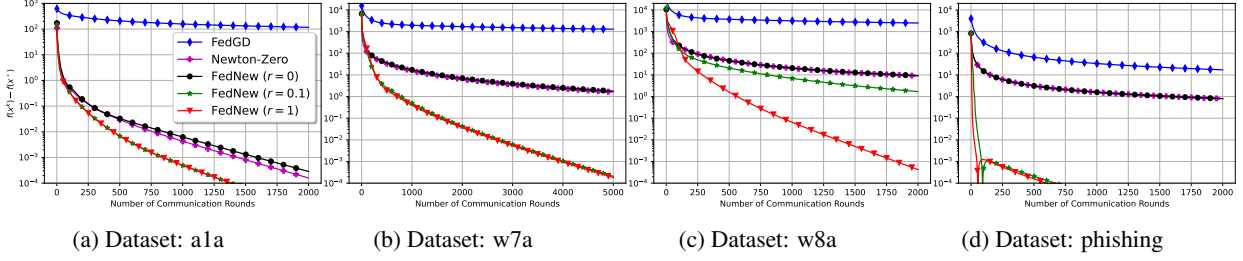 f(x^k) − f(x*)
10^3
10^2
10^1
10^0
10^−1
10^−2
10^−3
10^−4
FedGD
Newton-Zero
FedNew (r = 0)
FedNew (r = 0.1)
FedNew (r = 1)
0 250 500 750 1000 1250 1500 1750 2000
Number of Communication Rounds
(a) Dataset: a1a
10^4
10^3
10^2
10^1
10^0
10^−1
10^−2
10^−3
10^−4
0 1000 2000 3000 4000 5000
Number of Communication Rounds
(b) Dataset: w7a
10^4
10^3
10^2
10^1
10^0
10^−1
10^−2
10^−3
10^−4
0 250 500 750 1000 1250 1500 1750 2000
Number of Communication Rounds
(c) Dataset: w8a
10^4
10^3
10^2
10^1
10^0
10^−1
10^−2
10^−3
10^−4
0 250 500 750 1000 1250 1500 1750 2000
Number of Communication Rounds
(d) Dataset: phishing